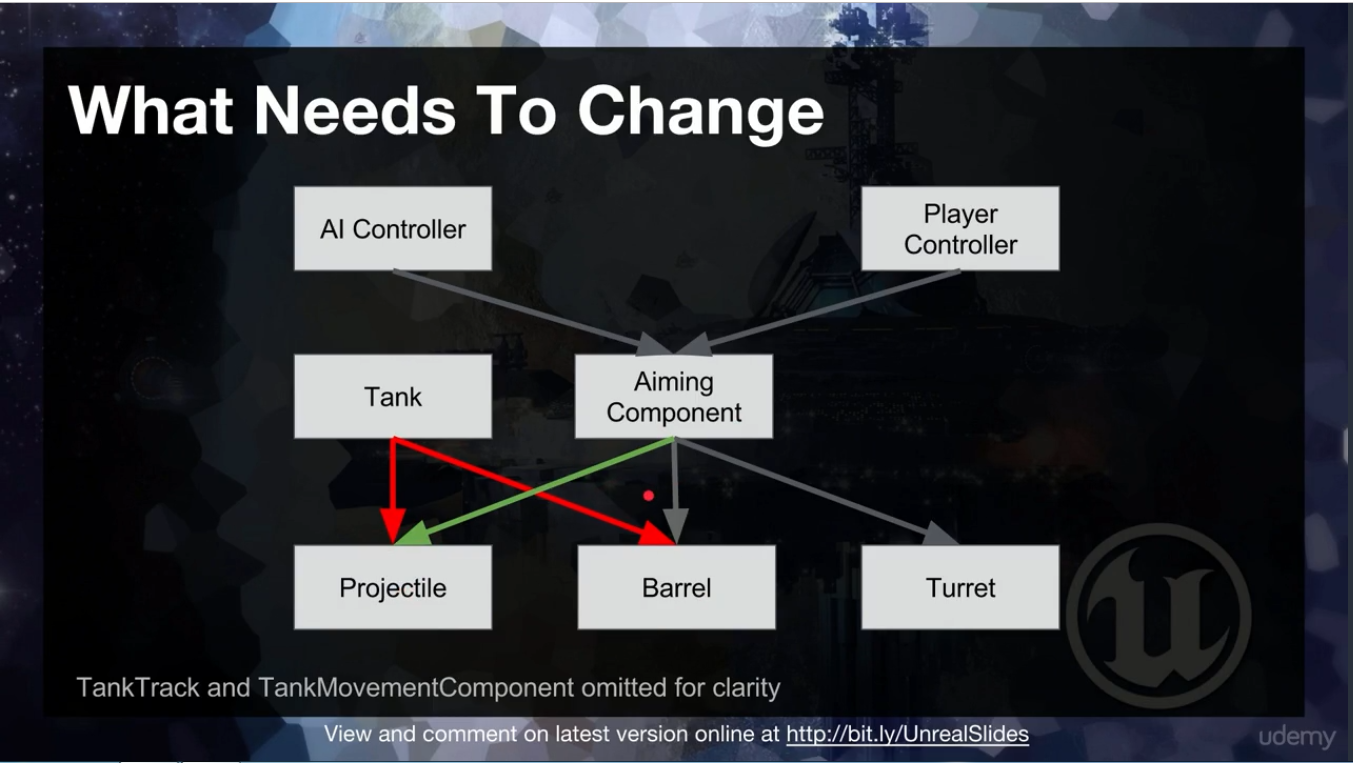 What Needs To Change
AI Controller
Player
Controller
Tank
Aiming
Component
Projectile
Barrel
Turret
TankTrack and TankMovementComponent omitted for clarity
View and comment on latest version online at http://bit.ly/UnrealSlides
udemy